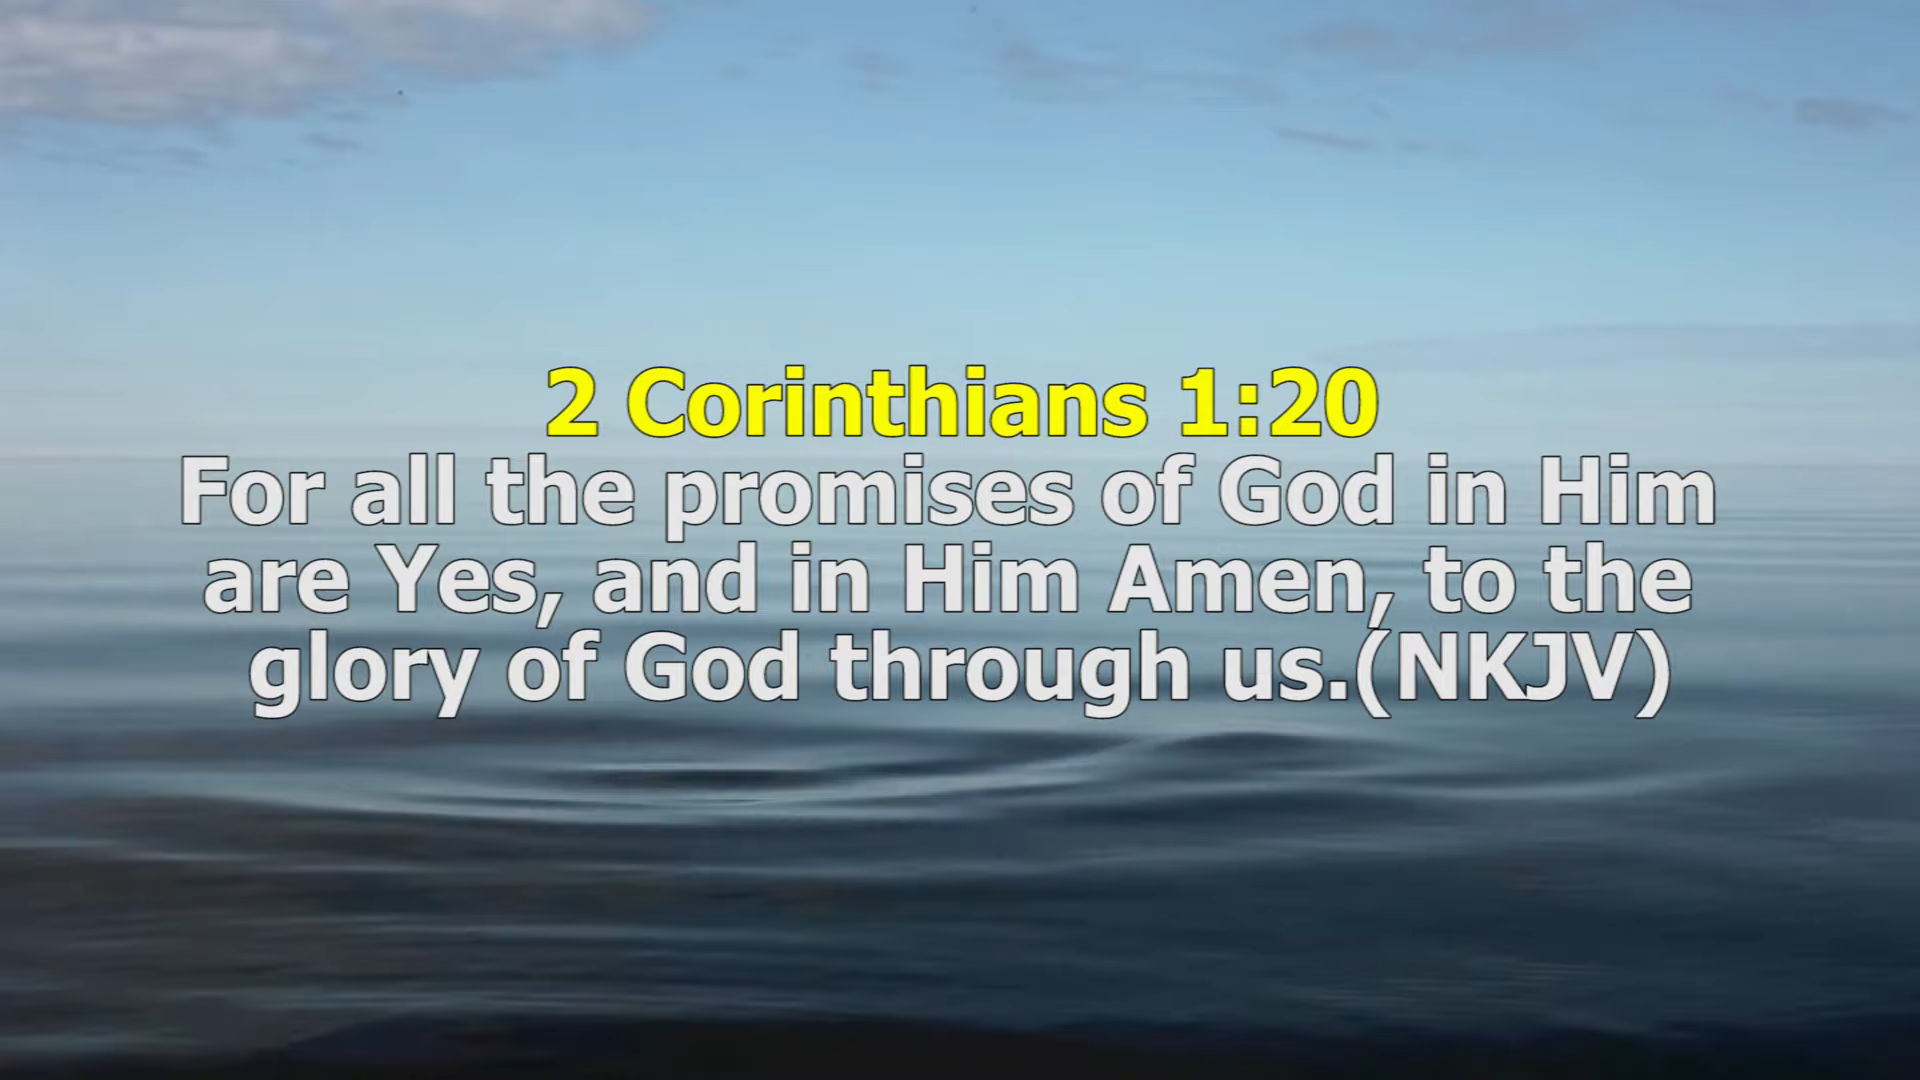 2 Corinthians 1:20
For all the promises of God in Him
are Yes, and in Him Amen, to the
glory of God through us.(NKJV)